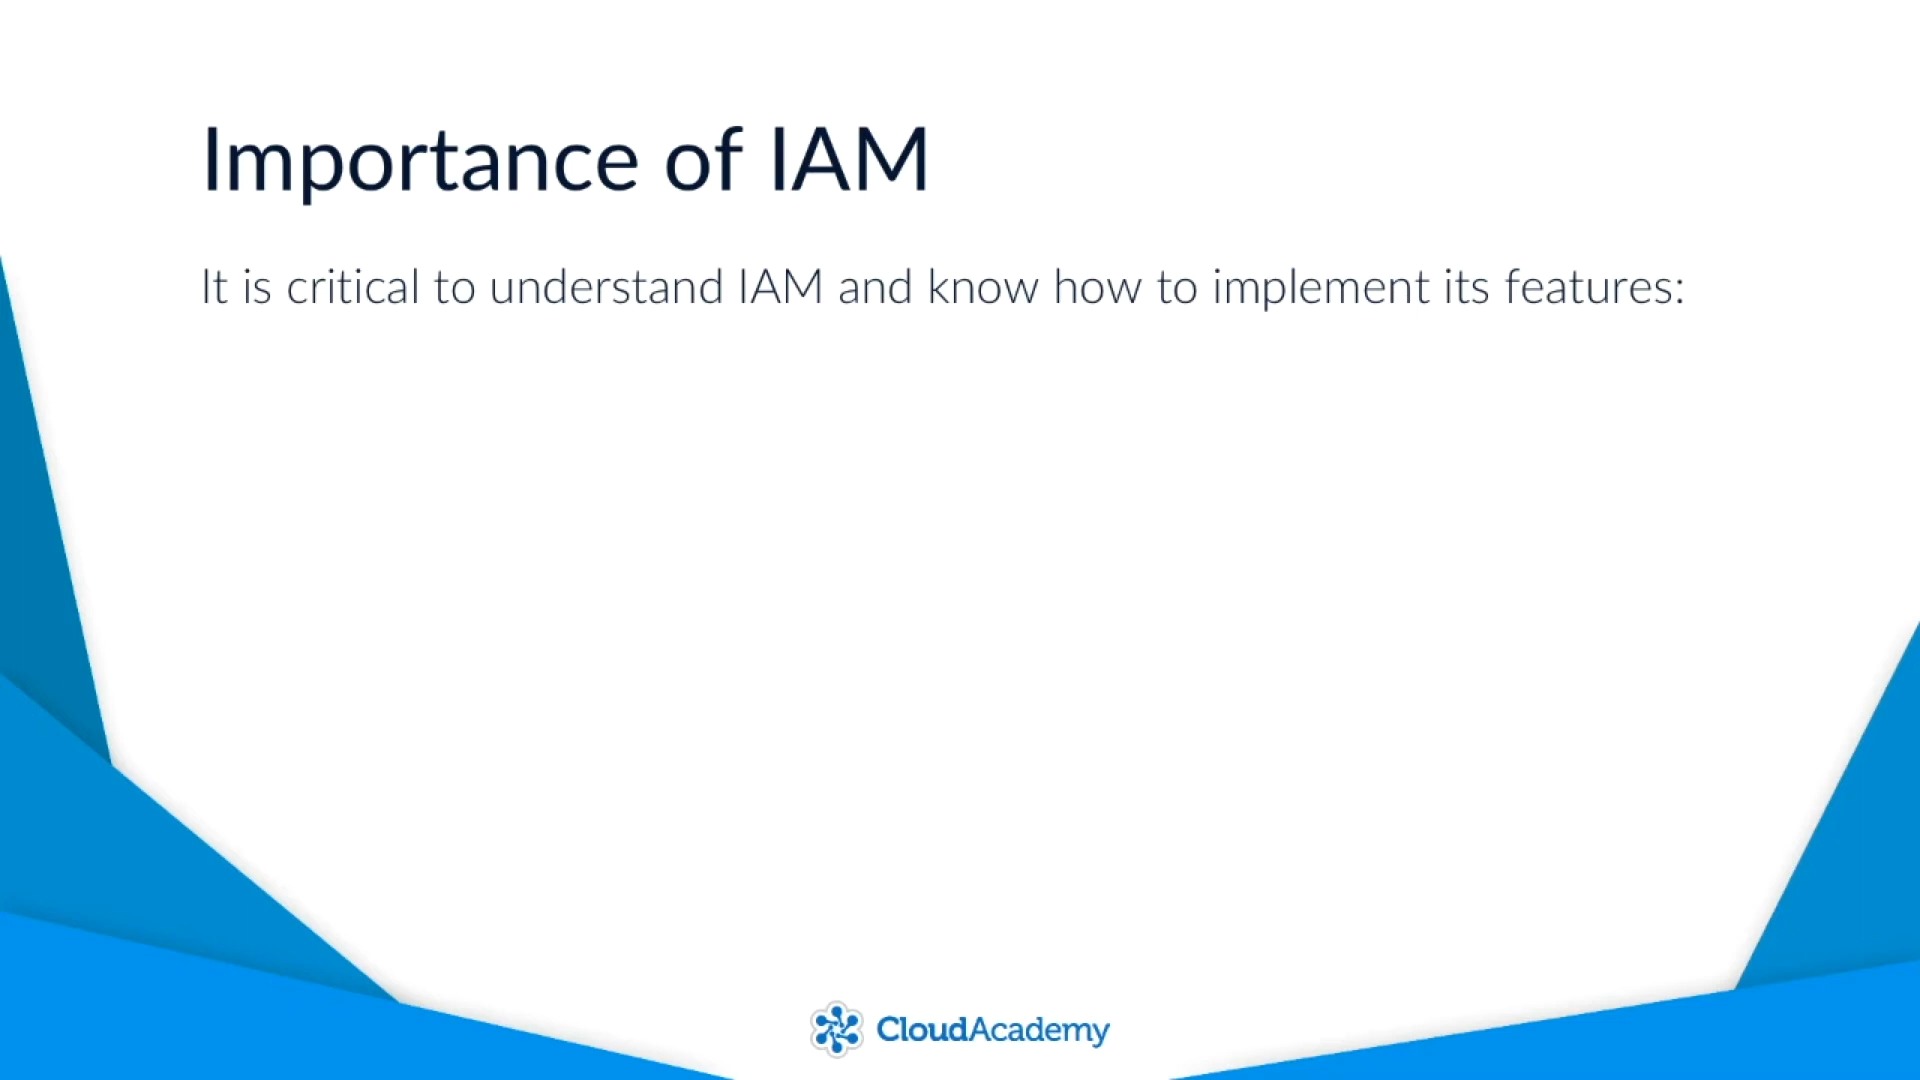 Importance of IAM
It is critical to understand IAM and know how to implement its features:
CloudAcademy